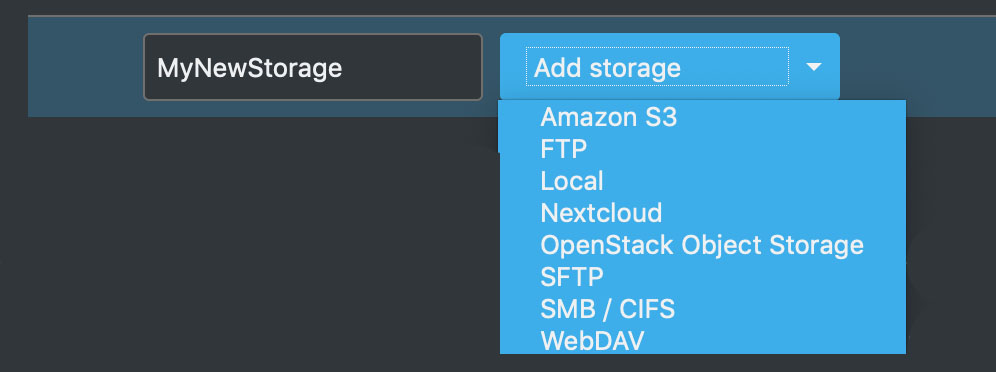 MyNewStorage
Add storage
Amazon S3
FTP
Local
Nextcloud
OpenStack Object Storage
SFTP
SMB / CIFS
WebDAV